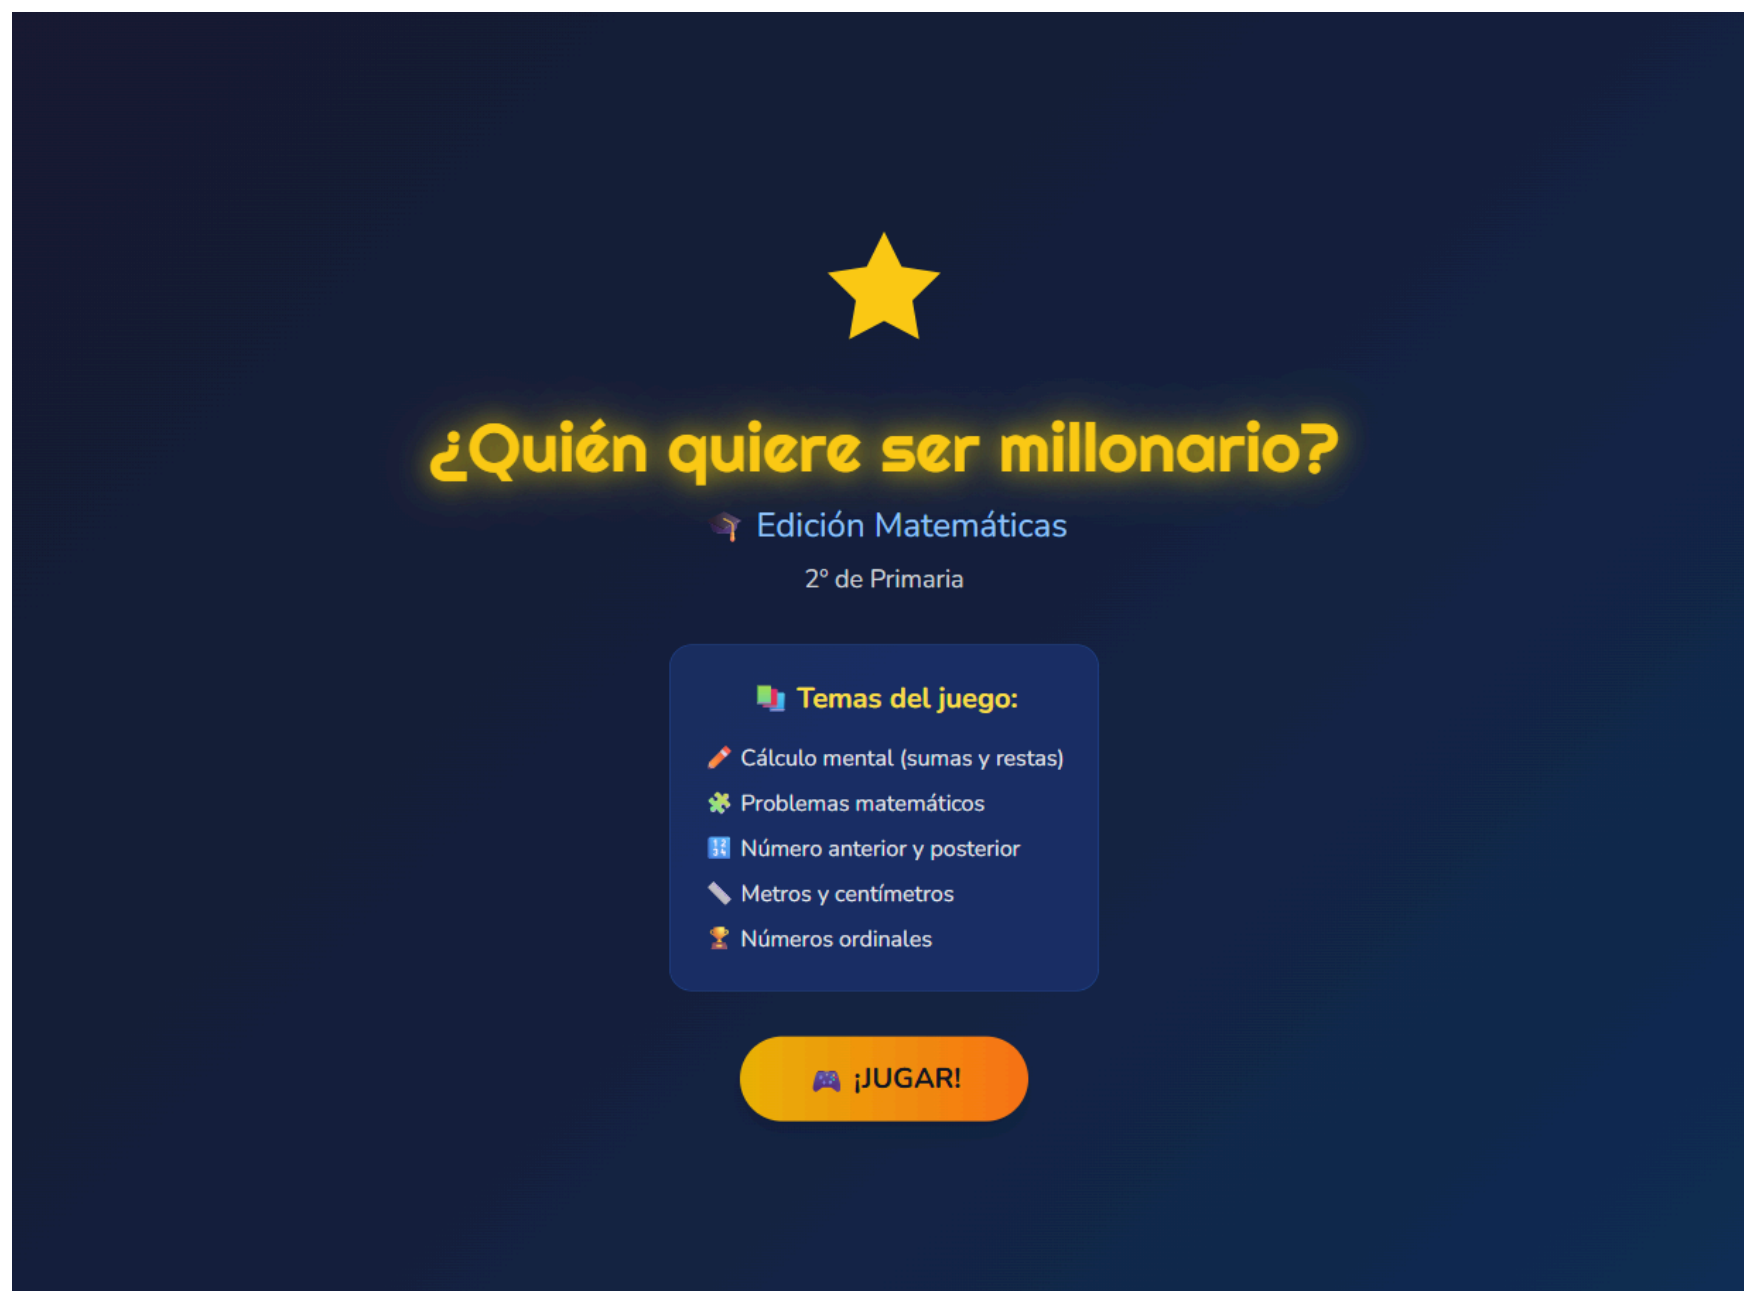 ¿Quién quiere ser millonario?
🎓 Edición Matemáticas
2º de Primaria
📚 Temas del juego:
✏️ Cálculo mental (sumas y restas)
🧩 Problemas matemáticos
🔢 Número anterior y posterior
📏 Metros y centímetros
🏆 Números ordinales
🎮 ¡JUGAR!